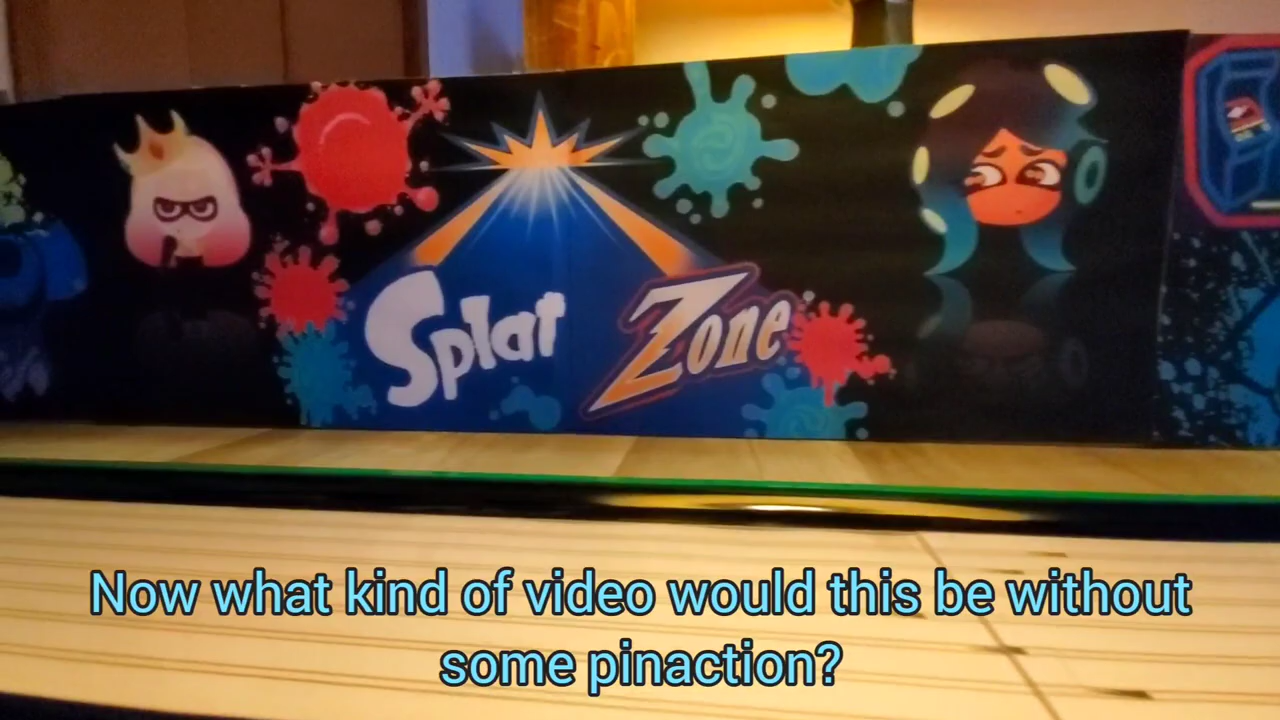 Splat Zone
Now what kind of video would this be without
some pinaction?